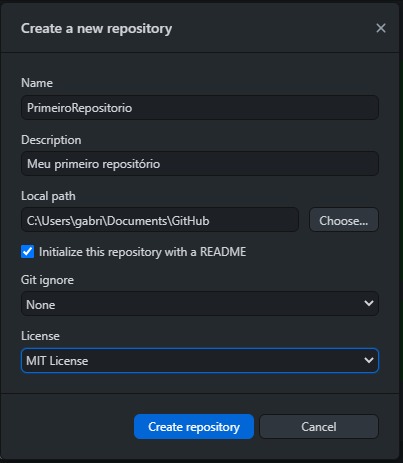 Create a new repository
Name
PrimeiroRepositorio
Description
Meu primeiro repositório
Local path
C:\Users\gabri\Documents\GitHub
Choose...
Initialize this repository with a README
Git ignore
None
License
MIT License
Create repository
Cancel